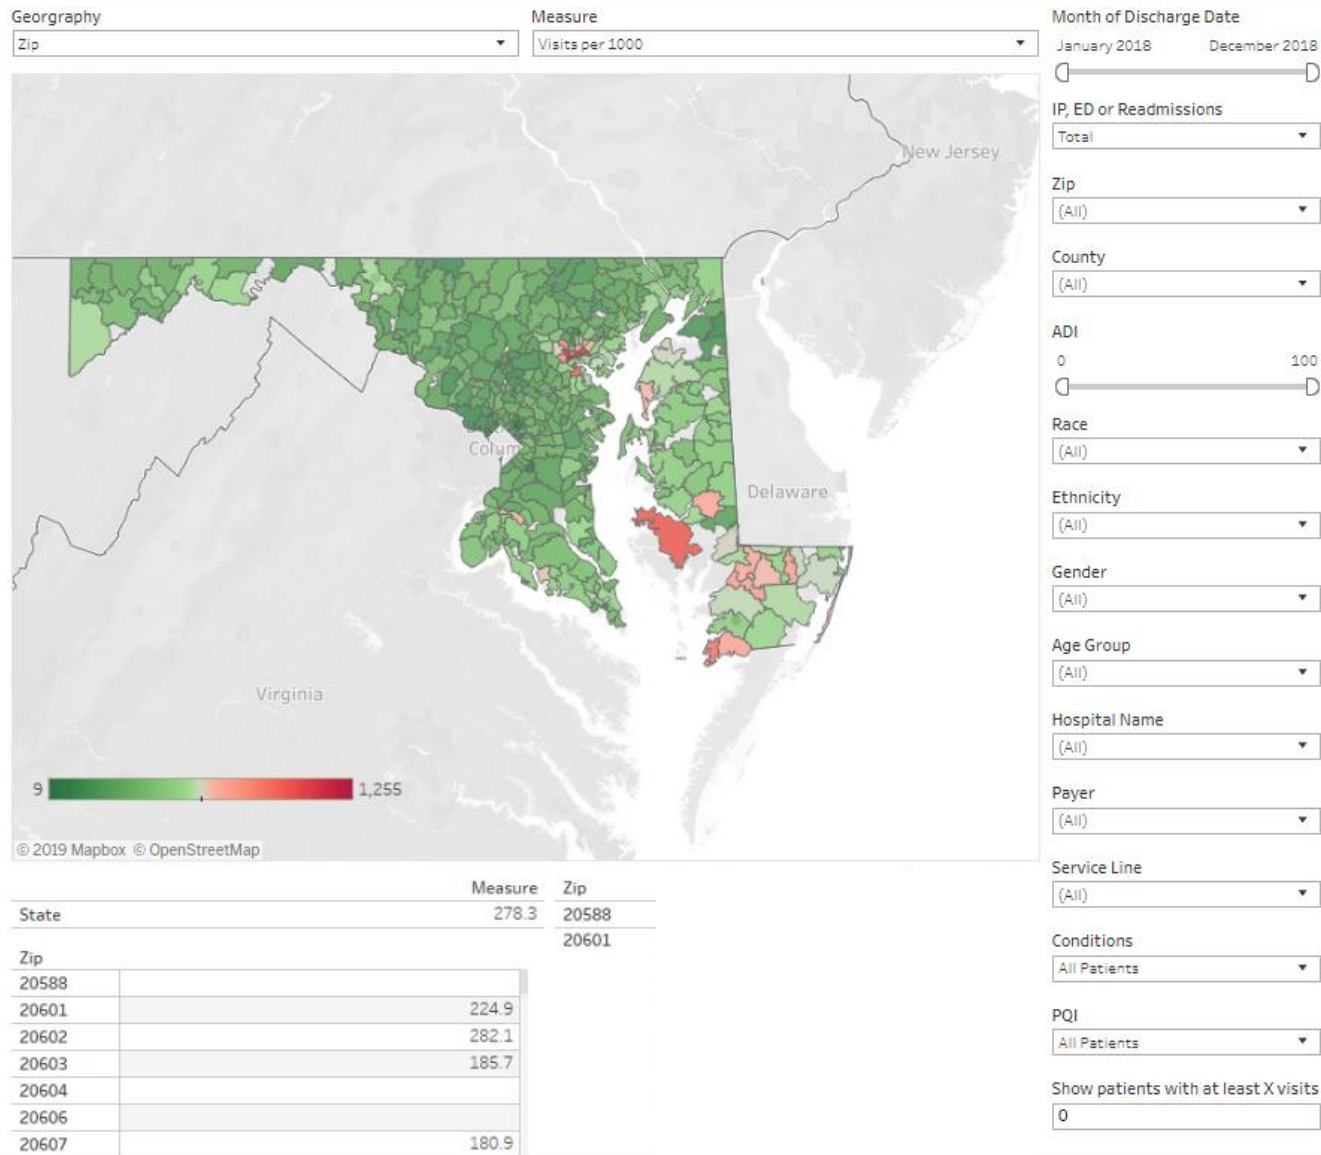 Georgraphy
Zip
Measure
Visits per 1000
Month of Discharge Date
January 2018 December 2018
IP, ED or Readmissions
Total
Zip
(All)
County
(All)
ADI
0 100
Race
(All)
Ethnicity
(All)
Gender
(All)
Age Group
(All)
Hospital Name
(All)
Payer
(All)
Service Line
(All)
Conditions
All Patients
PQI
All Patients
Show patients with at least X visits
0
New Jersey
Colum
Delaware
Virginia
9 1,255
© 2019 Mapbox © OpenStreetMap
Measure
State 278.3
Zip
20588
20601 224.9
20602 282.1
20603 185.7
20604
20606
20607 180.9
Zip
20588
20601